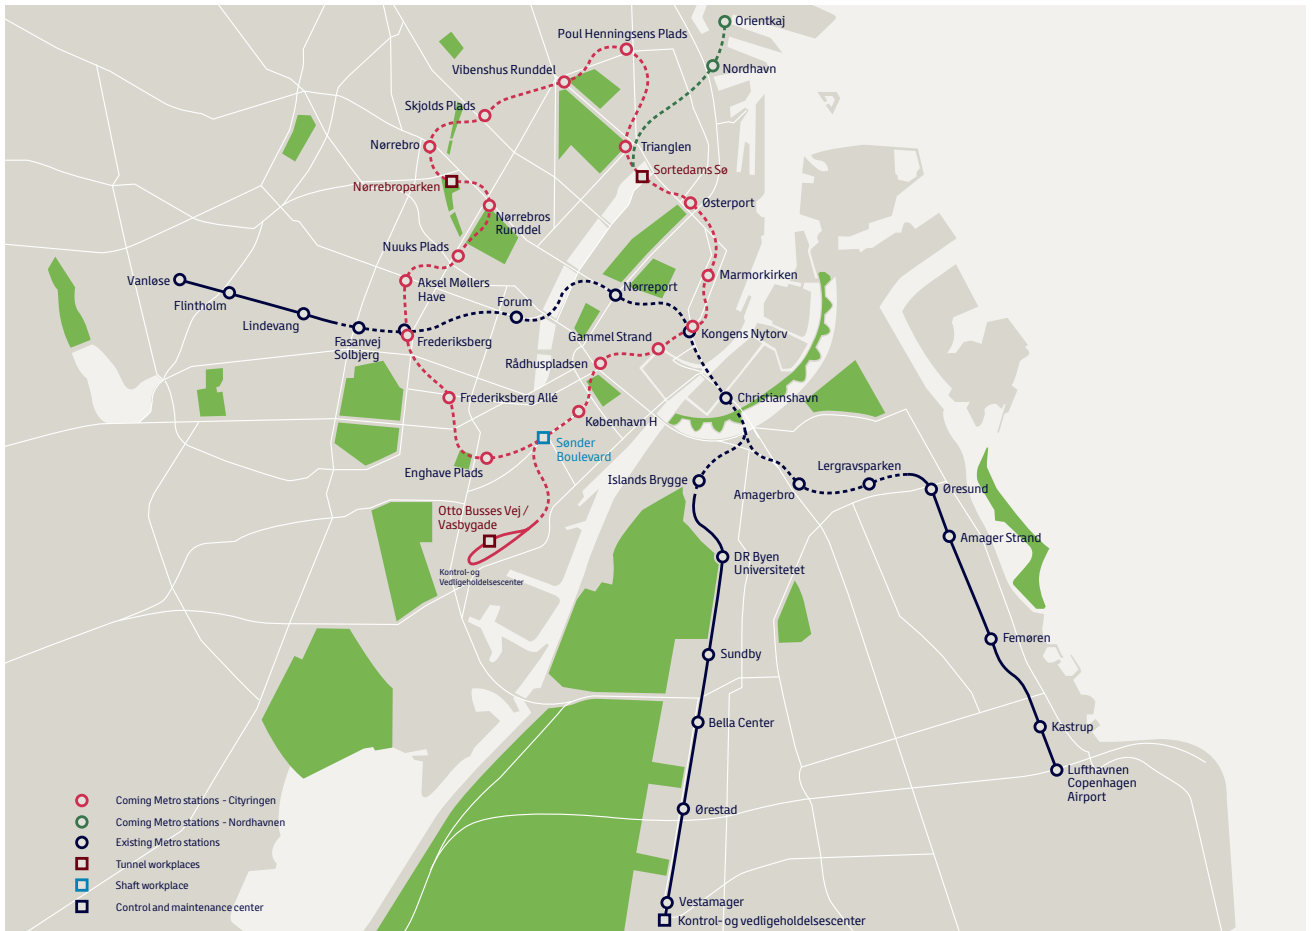 Orientkaj
Poul Henningsens Plads
Nordhavn
Vibenshus Runddel
Skjolds Plads
Nørrebro
Trianglen
Sortedams Sø
Nørrebroparken
Østerport
Nørrebros
Runddel
Nuuks Plads
Marmorkirken
Vanløse
Aksel Møllers
Have
Nørreport
Flintholm
Forum
Lindevang
Gammel Strand
Kongens Nytorv
Fasanvej
Solbjerg
Frederiksberg
Rådhuspladsen
Frederiksberg Allé
Christianshavn
København H
Sønder
Boulevard
Enghave Plads
Lergravsparken
Islands Brygge
Amagerbro
Øresund
Otto Busses Vej /
Vasbygade
Amager Strand
DR Byen
Universitetet
Kontrol- og
Vedligeholdelsescenter
Femøren
Sundby
Bella Center
Kastrup
Lufthavnen
Copenhagen
Airport
Ørestad
Vestamager
Kontrol- og vedligeholdelsescenter
Coming Metro stations - Cityringen
Coming Metro stations - Nordhavnen
Existing Metro stations
Tunnel workplaces
Shaft workplace
Control and maintenance center